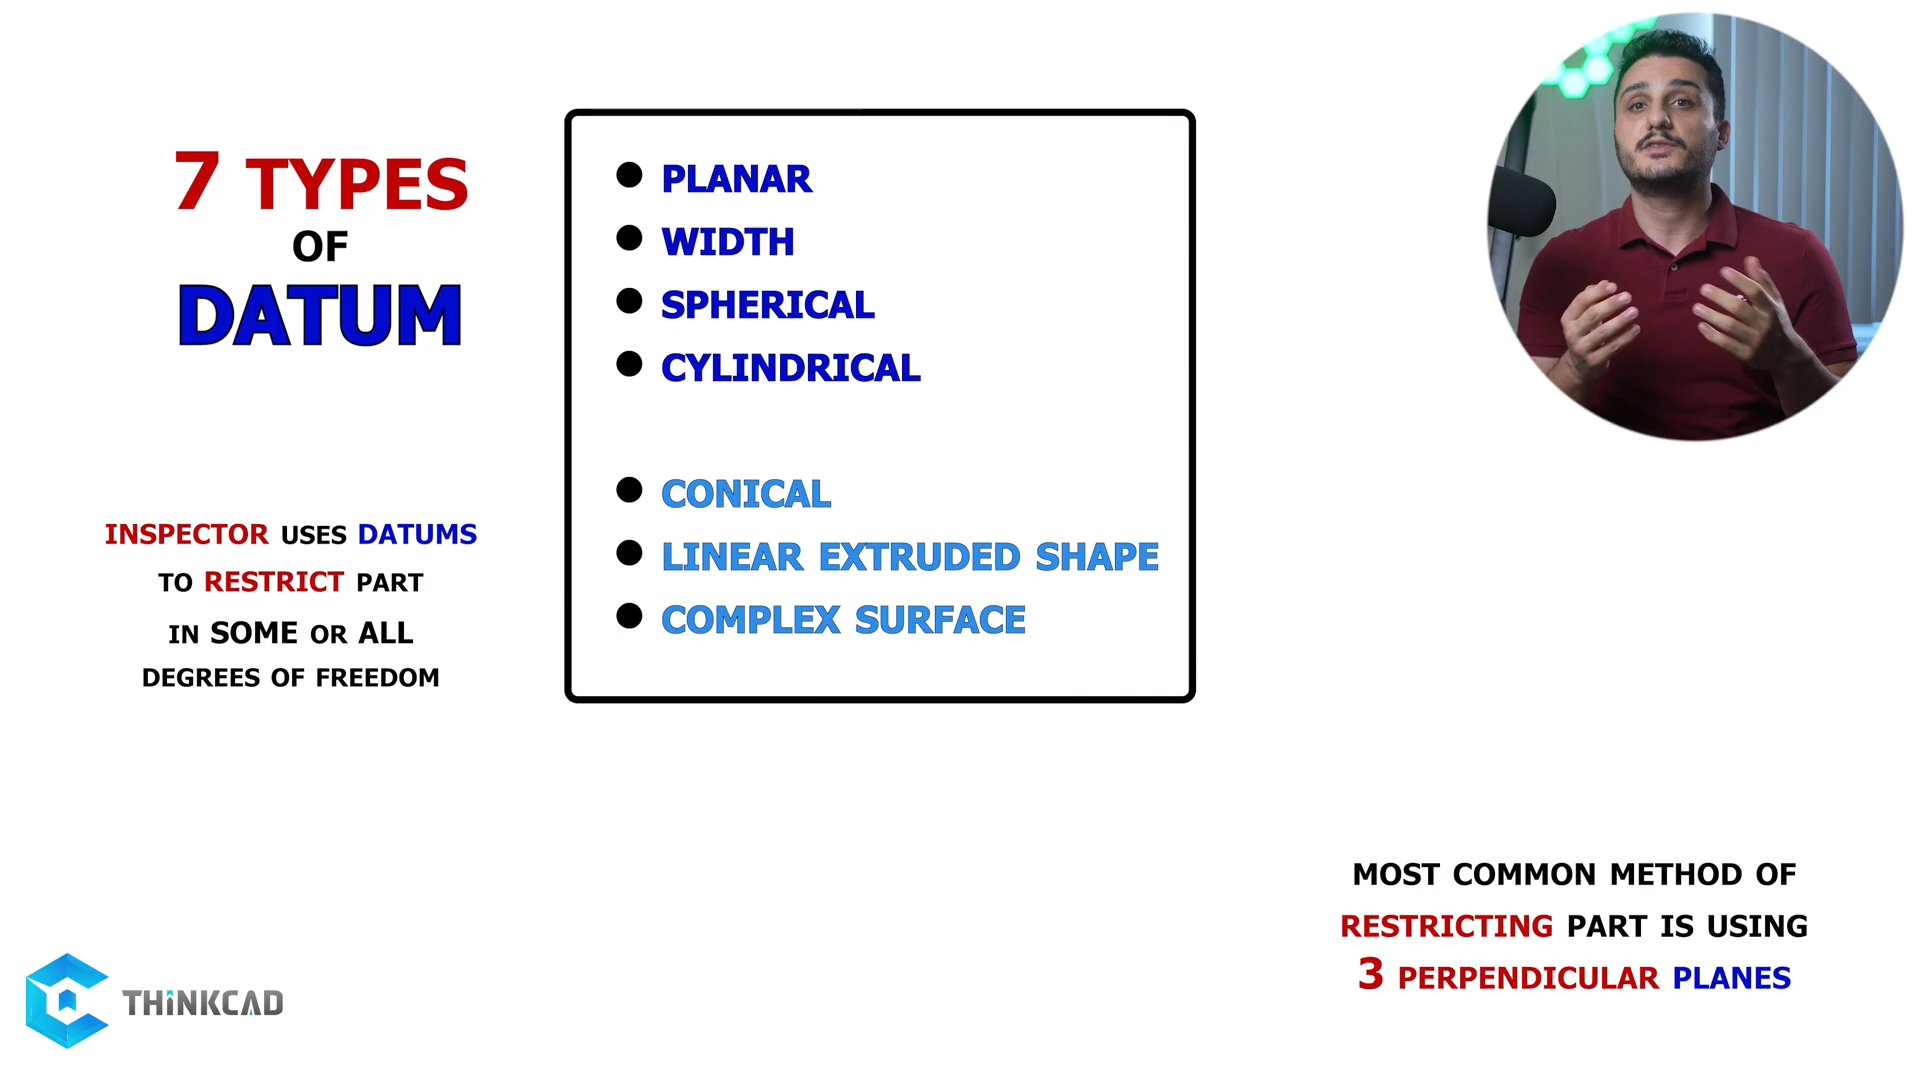 7 TYPES
OF
DATUM
INSPECTOR USES DATUMS
TO RESTRICT PART
IN SOME OR ALL
DEGREES OF FREEDOM
● PLANAR
● WIDTH
● SPHERICAL
● CYLINDRICAL
● CONICAL
● LINEAR EXTRUDED SHAPE
● COMPLEX SURFACE
MOST COMMON METHOD OF
RESTRICTING PART IS USING
3 PERPENDICULAR PLANES
THiNKCAD